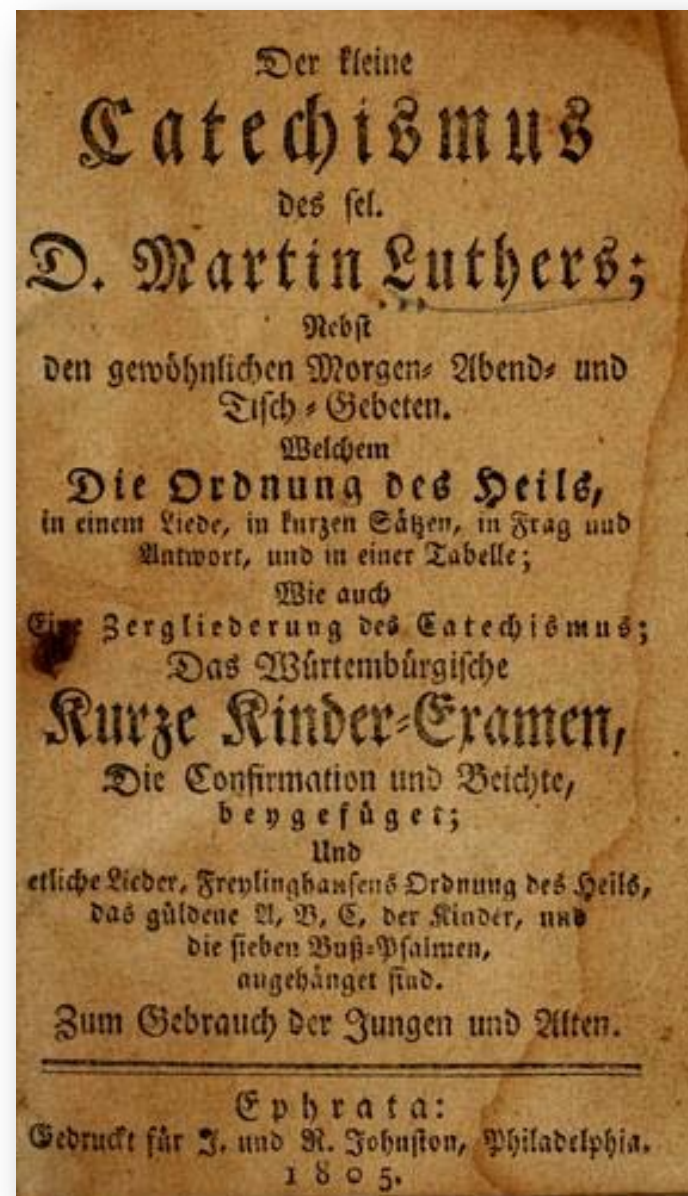 Der kleine
Catechismus
des sel.
D. Martin Luthers;
Nebst
den gewöhnlichen Morgen- Abend- und
Tisch-Gebeten.
Welchem
Die Ordnung des Heils,
in einem Liede, in kurzen Sätzen, in Frag und
Antwort, und in einer Tabelle;
Wie auch
Eine Zergliederung des Catechismus;
Das Würtembürgische
Kurze Kinder-Examen,
Die Confirmation und Beichte,
beygefüget;
Und
etliche Lieder, Freylinghausens Ordnung des Heils,
das güldene A, B, C, der Kinder, und
die sieben Buß-Psalmen,
angehänget sind.
Zum Gebrauch der Jungen und Alten.
Ephrata:
Gedruckt für J. und R. Johnston, Philadelphia.
1805.